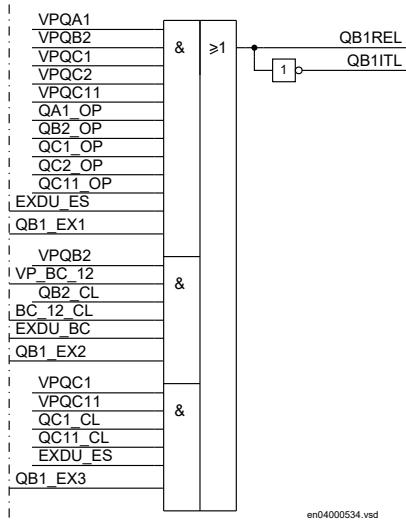 VPQA1
VPQB2
VPQC1
VPQC2
VPQC11
QA1_OP
QB2_OP
QC1_OP
QC2_OP
QC11_OP
EXDU_ES
QB1_EX1
& ≥1
QB1REL
QB1ITL
1
VPQB2
VP_BC_12
QB2_CL
BC_12_CL
EXDU_BC
QB1_EX2
&
VPQC1
VPQC11
QC1_CL
QC11_CL
EXDU_ES
QB1_EX3
&
en04000534.vsd